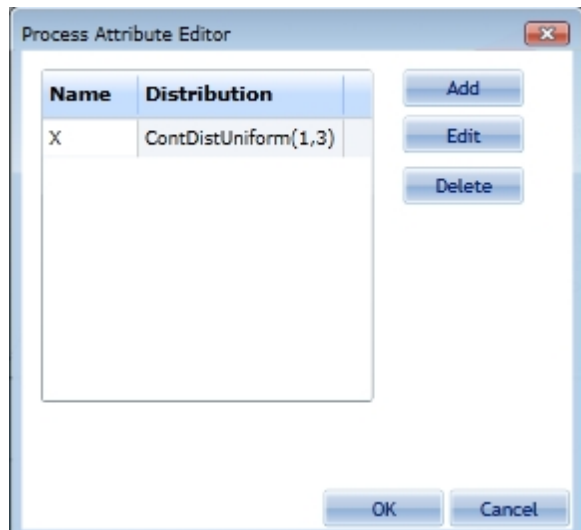 Process Attribute Editor
Name Distribution
X ContDistUniform(1,3)
Add
Edit
Delete
OK Cancel